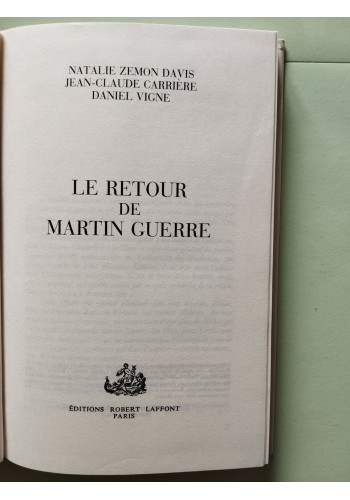 NATALIE ZEMON DAVIS
JEAN-CLAUDE CARRIÈRE
DANIEL VIGNE
LE RETOUR
DE
MARTIN GUERRE
ÉDITIONS ROBERT LAFFONT
PARIS